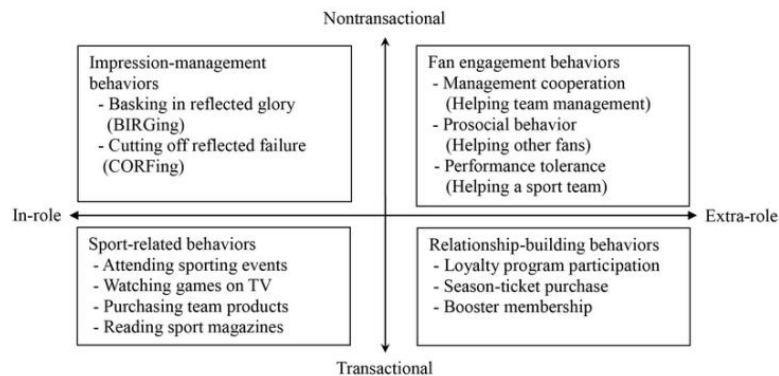 Nontransactional
Impression-management
behaviors
- Basking in reflected glory
(BIRGing)
- Cutting off reflected failure
(CORFing)
Fan engagement behaviors
- Management cooperation
(Helping team management)
- Prosocial behavior
(Helping other fans)
- Performance tolerance
(Helping a sport team)
In-role
Extra-role
Sport-related behaviors
- Attending sporting events
- Watching games on TV
- Purchasing team products
- Reading sport magazines
Relationship-building behaviors
- Loyalty program participation
- Season-ticket purchase
- Booster membership
Transactional